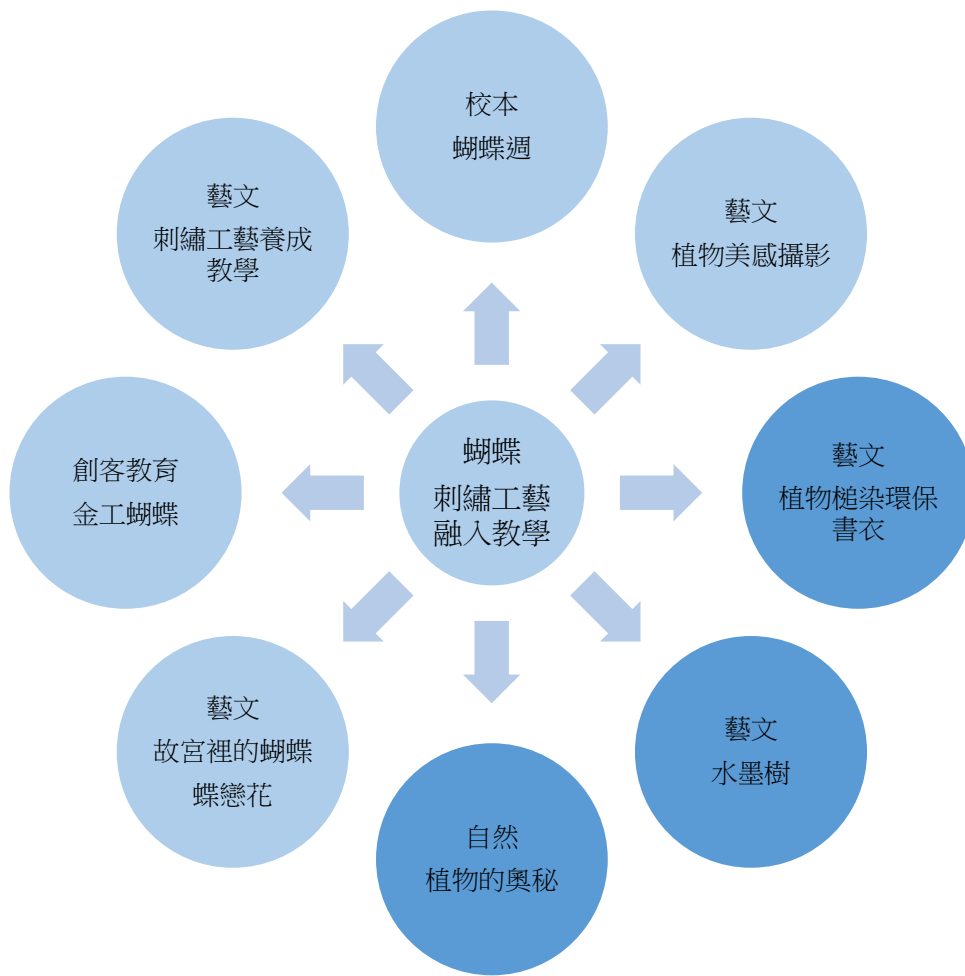 校本
蝴蝶週
藝文
植物美感攝影
藝文
植物槌染環保
書衣
藝文
水墨樹
自然
植物的奧秘
藝文
故宮裡的蝴蝶
蝶戀花
創客教育
金工蝴蝶
藝文
刺繡工藝養成
教學
蝴蝶
刺繡工藝
融入教學